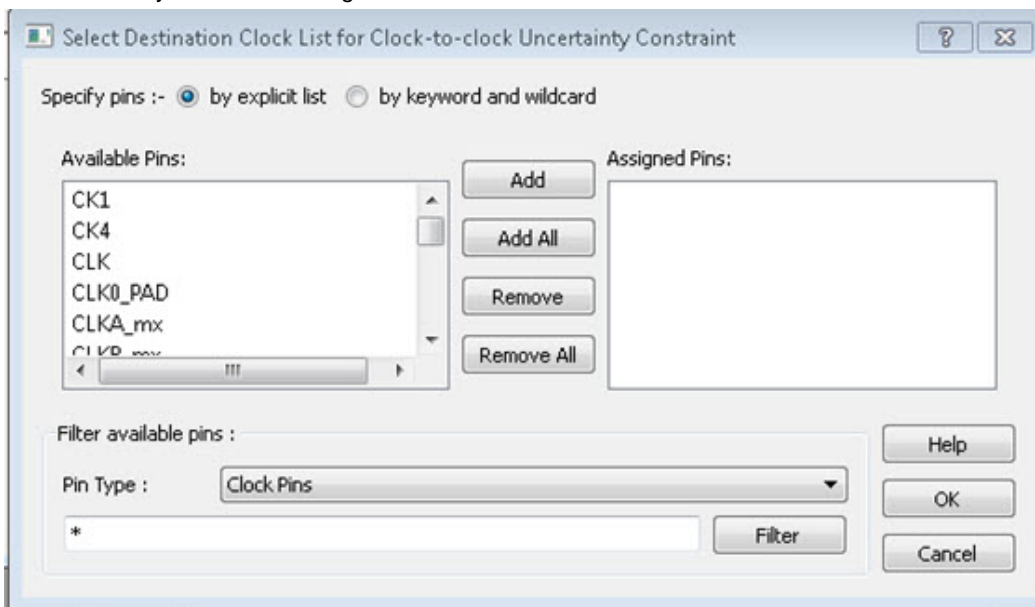 Select Destination Clock List for Clock-to-clock Uncertainty Constraint
Specify pins :- by explicit list by keyword and wildcard
Available Pins:
Assigned Pins:
CK1
CK4
CLK
CLK0_PAD
CLKA_mx
Add
Add All
Remove
Remove All
Filter available pins :
Pin Type : Clock Pins
*
Filter
Help
OK
Cancel